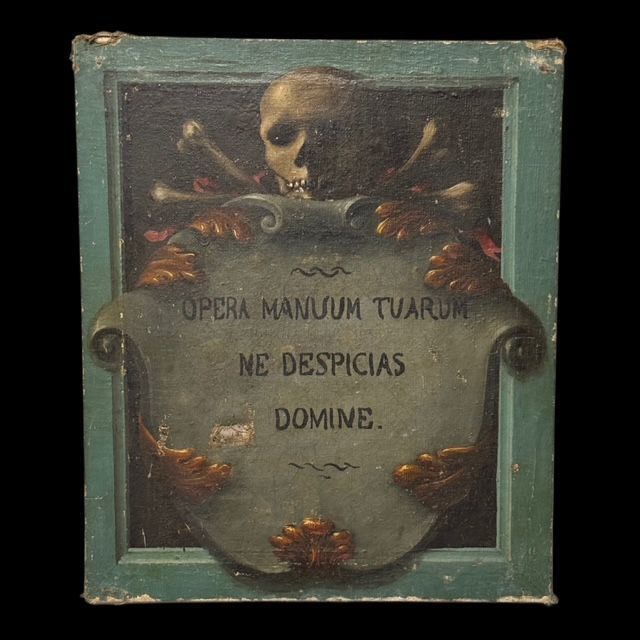 OPERA MANUUM TUARUM
NE DESPICIAS
DOMINE.